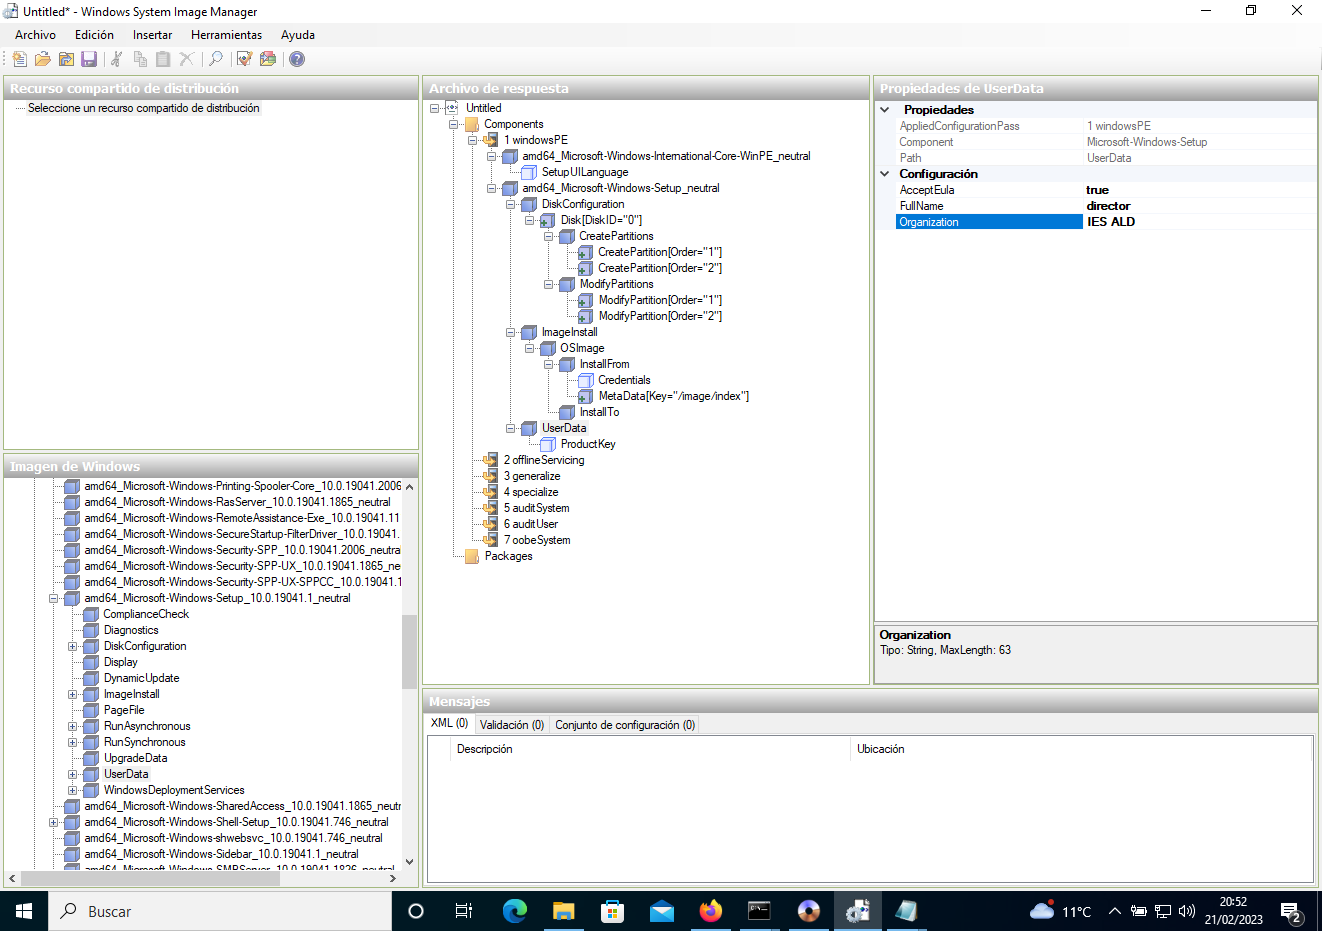 Untitled* - Windows System Image Manager
Archivo Edición Insertar Herramientas Ayuda
Recurso compartido de distribución
Seleccione un recurso compartido de distribución
Imagen de Windows
amd64_Microsoft-Windows-Printing-Spooler-Core_10.0.19041.2006
amd64_Microsoft-Windows-RasServer_10.0.19041.1865_neutral
amd64_Microsoft-Windows-RemoteAssistance-Exe_10.0.19041.11
amd64_Microsoft-Windows-SecureStartup-FilterDriver_10.0.19041.
amd64_Microsoft-Windows-Security-SPP_10.0.19041.2006_neutral
amd64_Microsoft-Windows-Security-SPP-UX_10.0.19041.1865_ne
amd64_Microsoft-Windows-Security-SPP-UX-SPPCC_10.0.19041.1
amd64_Microsoft-Windows-Setup_10.0.19041.1_neutral
ComplianceCheck
Diagnostics
DiskConfiguration
Display
DynamicUpdate
ImageInstall
PageFile
RunAsynchronous
RunSynchronous
UpgradeData
UserData
WindowsDeploymentServices
amd64_Microsoft-Windows-SharedAccess_10.0.19041.1865_neutr
amd64_Microsoft-Windows-Shell-Setup_10.0.19041.746_neutral
amd64_Microsoft-Windows-shwebsvc_10.0.19041.746_neutral
amd64_Microsoft-Windows-Sidebar_10.0.19041.1_neutral
amd64_Microsoft-Windows-SMBServer_10.0.19041.1826_neutral
Archivo de respuesta
Untitled
Components
1 windowsPE
amd64_Microsoft-Windows-International-Core-WinPE_neutral
SetupUILanguage
amd64_Microsoft-Windows-Setup_neutral
DiskConfiguration
Disk[DiskID="0"]
CreatePartitions
CreatePartition[Order="1"]
CreatePartition[Order="2"]
ModifyPartitions
ModifyPartition[Order="1"]
ModifyPartition[Order="2"]
ImageInstall
OSImage
InstallFrom
Credentials
MetaData[Key="/image/index"]
InstallTo
UserData
ProductKey
2 offlineServicing
3 generalize
4 specialize
5 auditSystem
6 auditUser
7 oobeSystem
Packages
Propiedades de UserData
Propiedades
AppliedConfigurationPass 1 windowsPE
Component Microsoft-Windows-Setup
Path UserData
Configuración
AcceptEula true
FullName director
Organization IES ALD
Organization
Tipo: String, MaxLength: 63
Mensajes
XML (0) Validación (0) Conjunto de configuración (0)
Descripción Ubicación
Buscar
11°C
20:52
21/02/2023
2